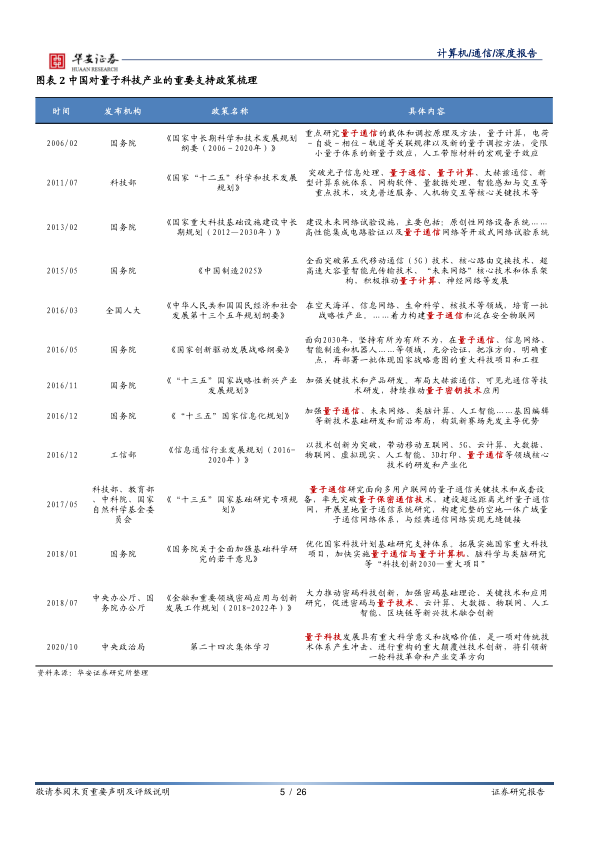 华安证券
HUAAN RESEARCH
计算机/通信/深度报告
图表 2 中国对量子科技产业的重要支持政策梳理
时间 发布机构 政策名称 具体内容
2006/02 国务院 《国家中长期科学和技术发展规划纲要（2006－2020年）》
重点研究量子通信的载体和调控原理及方法，量子计算，电荷
－自旋－相位－轨道等关联规律以及新的量子调控方法，受限
小量子体系的新量子效应，人工带隙材料的宏观量子效应
2011/07 科技部 《国家“十二五”科学和技术发展规划》
突破光子信息处理、量子通信、量子计算、太赫兹通信、新
型计算系统体系、网构软件、量数据处理、智能感知与交互等
重点技术，攻克普适服务、人机物交互等核心关键技术等
2013/02 国务院 《国家重大科技基础设施建设中长期规划（2012—2030年）》
建设未来网络试验设施，主要包括：原创性网络设备系统……
高性能集成电路验证以及量子通信网络等开放式网络试验系统
2015/05 国务院 《中国制造2025》
全面突破第五代移动通信（5G）技术、核心路由交换技术、超
高速大容量智能光传输技术、“未来网络”核心技术和体系架
构，积极推动量子计算、神经网络等发展
2016/03 全国人大 《中华人民共和国国民经济和社会发展第十三个五年规划纲要》
在空天海洋、信息网络、生命科学、核技术等领域，培育一批
战略性产业。……着力构建量子通信和泛在安全物联网
2016/05 国务院 《国家创新驱动发展战略纲要》
面向2030年，坚持有所为有所不为，在量子通信、信息网络、
智能制造和机器人……等领域，充分论证，把准方向，明确重
点，再部署一批体现国家战略意图的重大科技项目和工程
2016/11 国务院 《“十三五”国家战略性新兴产业发展规划》
加强关键技术和产品研发，布局太赫兹通信、可见光通信等技
术研发，持续推动量子密钥技术应用
2016/12 国务院 《“十三五”国家信息化规划》
加强量子通信、未来网络、类脑计算、人工智能……基因编辑
等新技术基础研发和前沿布局，构筑新赛场先发主导优势
2016/12 工信部 《信息通信行业发展规划（2016-2020年）》
以技术创新为突破，带动移动互联网、5G、云计算、大数据、
物联网、虚拟现实、人工智能、3D打印、量子通信等领域核心
技术的研发和产业化
2017/05 科技部、教育部、中科院、国家自然科学基金委员会 《“十三五”国家基础研究专项规划》
量子通信研究面向多用户联网的量子通信关键技术和成套设
备，率先突破量子保密通信技术，建设超远距离光纤量子通信
网，开展星地量子通信系统研究，构建完整的空地一体广域量
子通信网络体系，与经典通信网络实现无缝链接
2018/01 国务院 《国务院关于全面加强基础科学研究的若干意见》
优化国家科技计划基础研究支持体系。拓展实施国家重大科技
项目，加快实施量子通信与量子计算机、脑科学与类脑研究
等“科技创新2030—重大项目”
2018/07 中央办公厅、国务院办公厅 《金融和重要领域密码应用与创新发展工作规划（2018-2022年）》
大力推动密码科技创新，加强密码基础理论、关键技术和应用
研究，促进密码与量子技术、云计算、大数据、物联网、人工
智能、区块链等新兴技术融合创新
2020/10 中央政治局 第二十四次集体学习
量子科技发展具有重大科学意义和战略价值，是一项对传统技
术体系产生冲击、进行重构的重大颠覆性技术创新，将引领新
一轮科技革命和产业变革方向
资料来源：华安证券研究所整理
敬请参阅末页重要声明及评级说明 5 / 26 证券研究报告